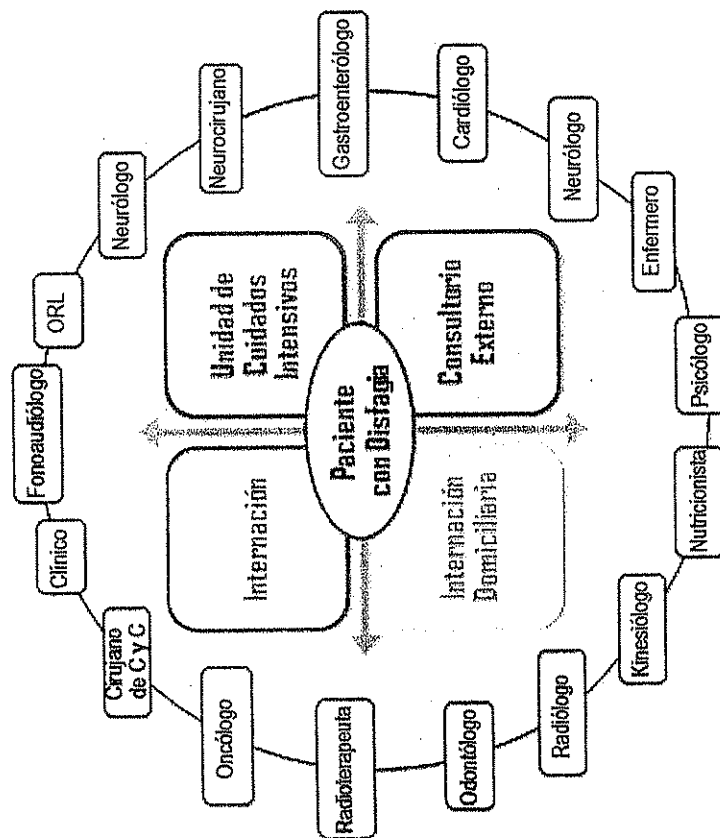 Fonoaudiólogo
ORL
Neurólogo
Neurocirujano
Gastroenterólogo
Cardiólogo
Neurólogo
Enfermero
Psicólogo
Nutricionista
Kinesiólogo
Radiólogo
Odontólogo
Radioterapeuta
Oncólogo
Cirujano
de C y C
Clínico
Internación
Unidad de
Cuidados
Intensivos
Paciente
con Disfagia
Internación
Domiciliaria
Consultorio
Externo